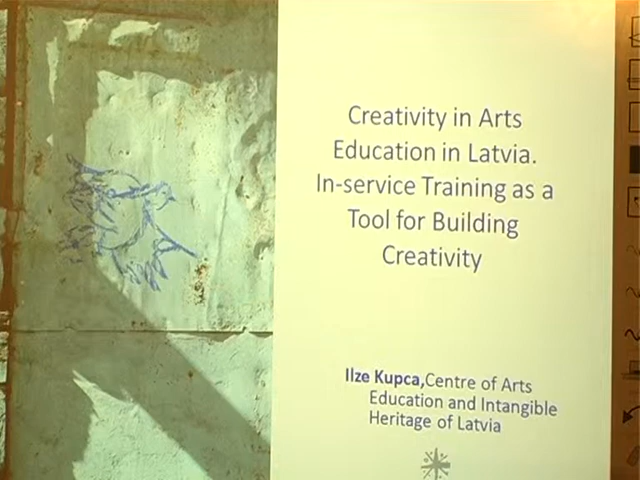 Creativity in Arts
Education in Latvia.
In-service Training as a
Tool for Building
Creativity
Ilze Kupca,Centre of Arts
Education and Intangible
Heritage of Latvia